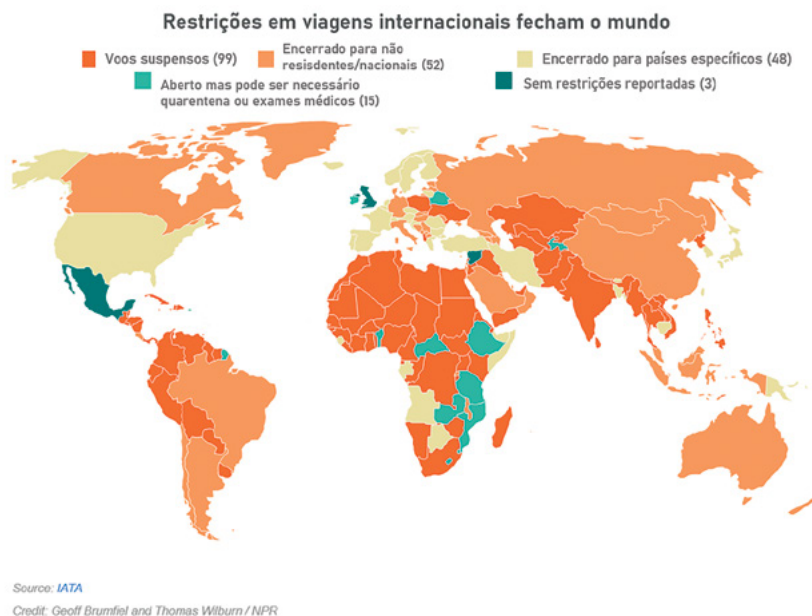 Restrições em viagens internacionais fecham o mundo
Voos suspensos (99)
Encerrado para não
resisdentes/nacionais (52)
Encerrado para países específicos (48)
Aberto mas pode ser necessário
quarentena ou exames médicos (15)
Sem restrições reportadas (3)
Source: IATA
Credit: Geoff Brumfiel and Thomas Wilburn / NPR